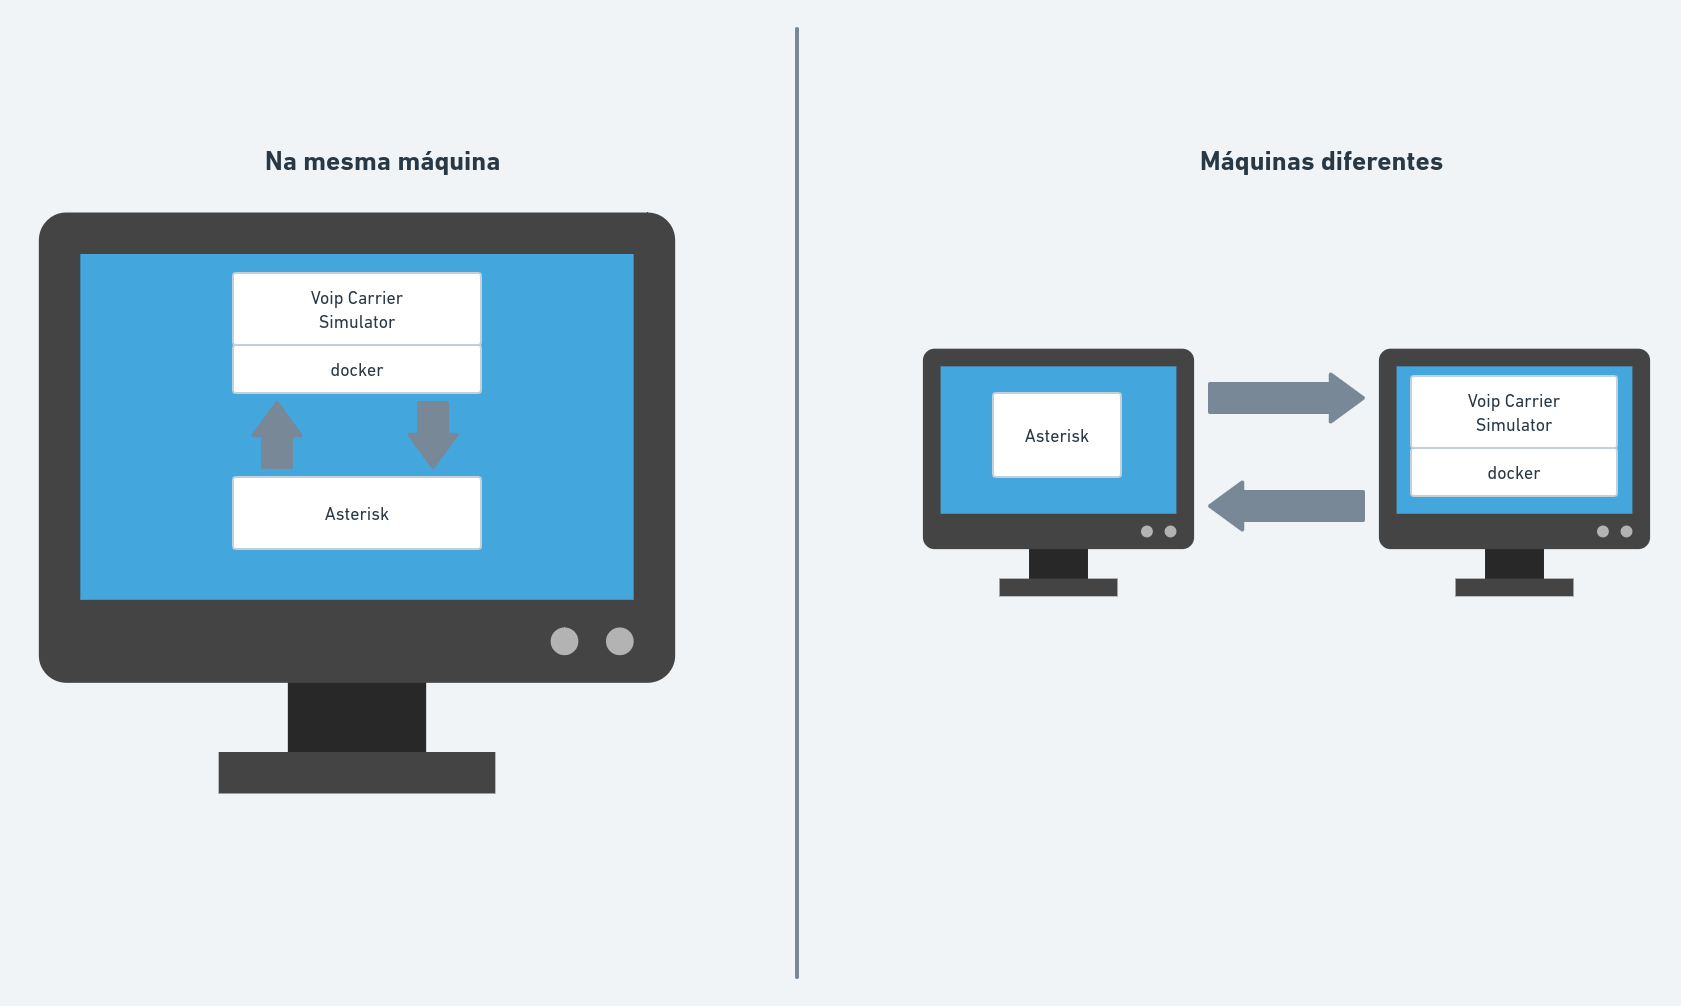 Na mesma máquina
Voip Carrier
Simulator
docker
Asterisk
Máquinas diferentes
Asterisk
Voip Carrier
Simulator
docker